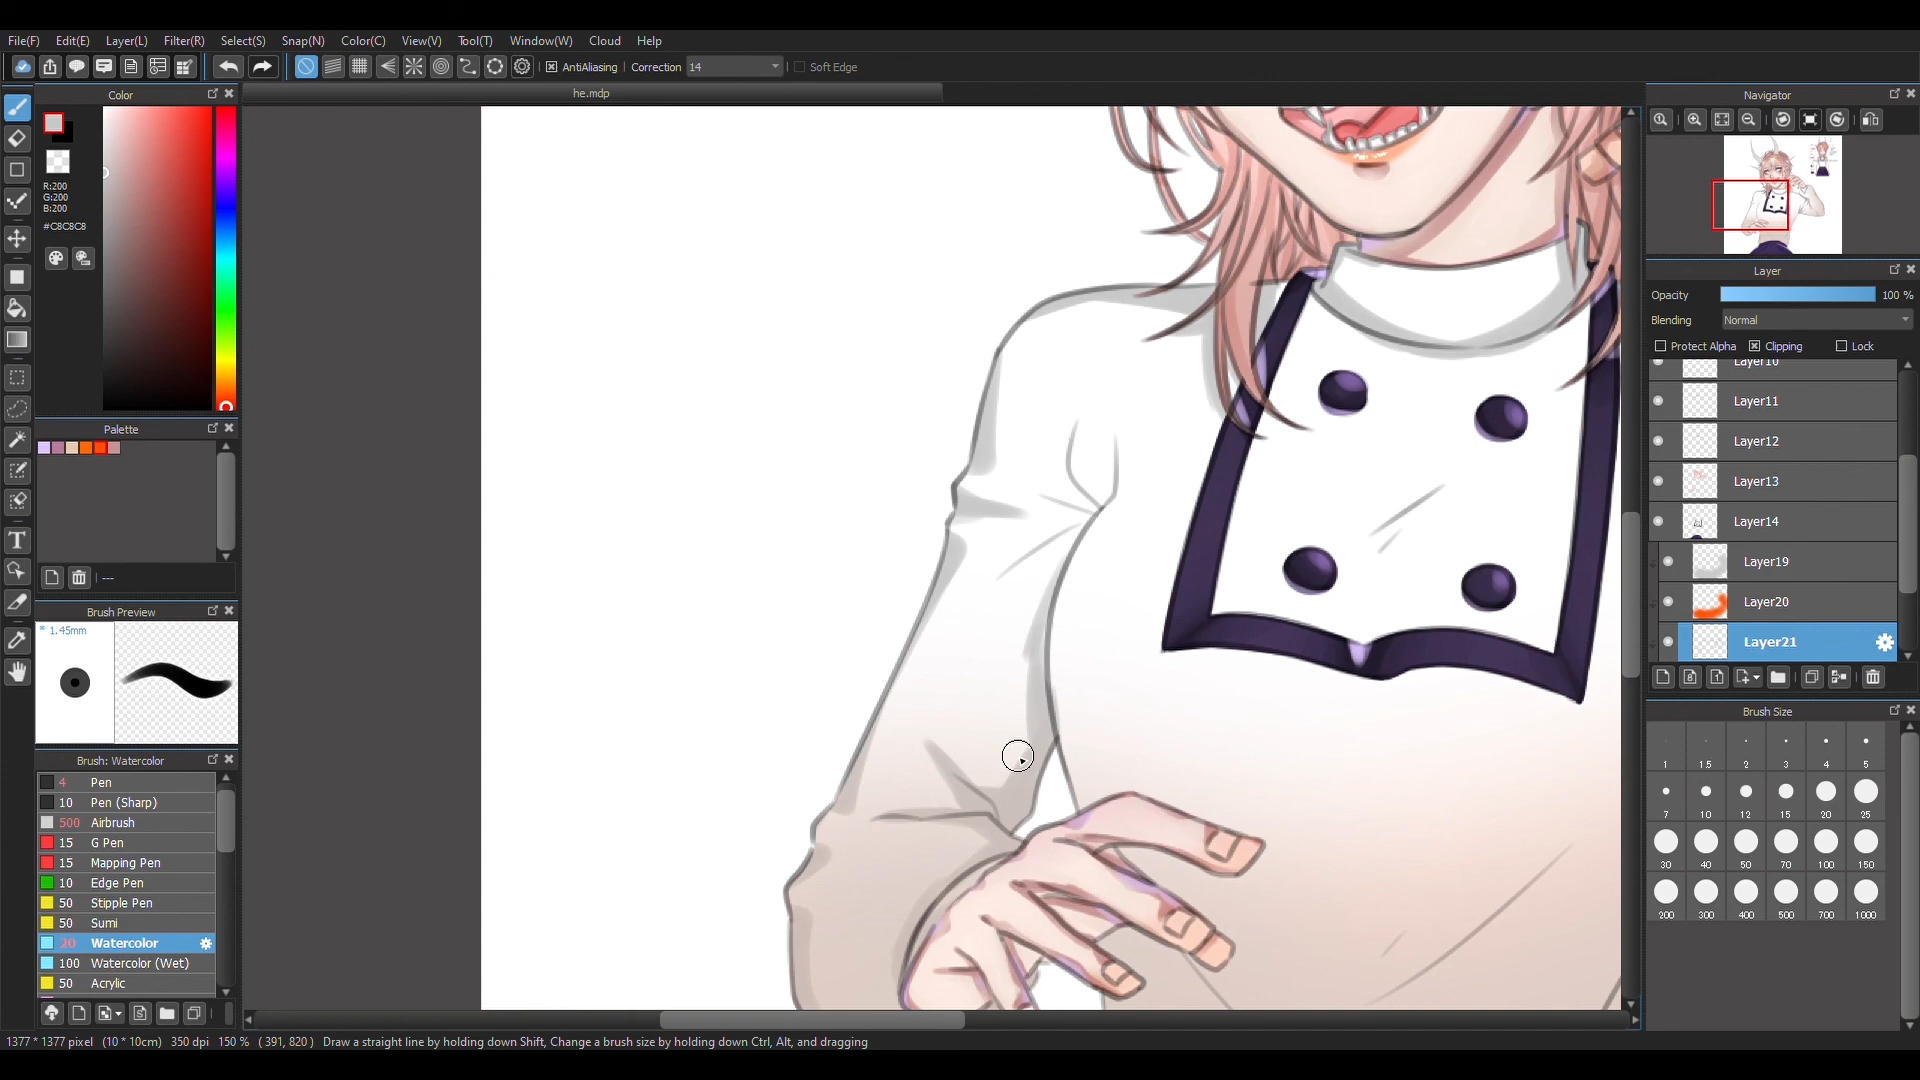 File(F) Edit(E) Layer(L) Filter(R) Select(S) Snap(N) Color(C) View(V) Tool(T) Window(W) Cloud Help
AntiAliasing Correction 14 Soft Edge
Color
he.mdp
Navigator
R:200
G:200
B:200
#C8C8C8
Layer
Opacity 100 %
Blending Normal
Protect Alpha Clipping Lock
Layer10
Layer11
Layer12
Layer13
Layer14
Layer19
Layer20
Layer21
Palette
---
Brush Preview
* 1.45mm
Brush: Watercolor
4 Pen
10 Pen (Sharp)
500 Airbrush
15 G Pen
15 Mapping Pen
10 Edge Pen
50 Stipple Pen
50 Sumi
20 Watercolor
100 Watercolor (Wet)
50 Acrylic
Brush Size
1 1.5 2 3 4 5
7 10 12 15 20 25
30 40 50 70 100 150
200 300 400 500 700 1000
1377 * 1377 pixel (10 * 10cm) 350 dpi 150 % ( 391, 820 ) Draw a straight line by holding down Shift, Change a brush size by holding down Ctrl, Alt, and dragging